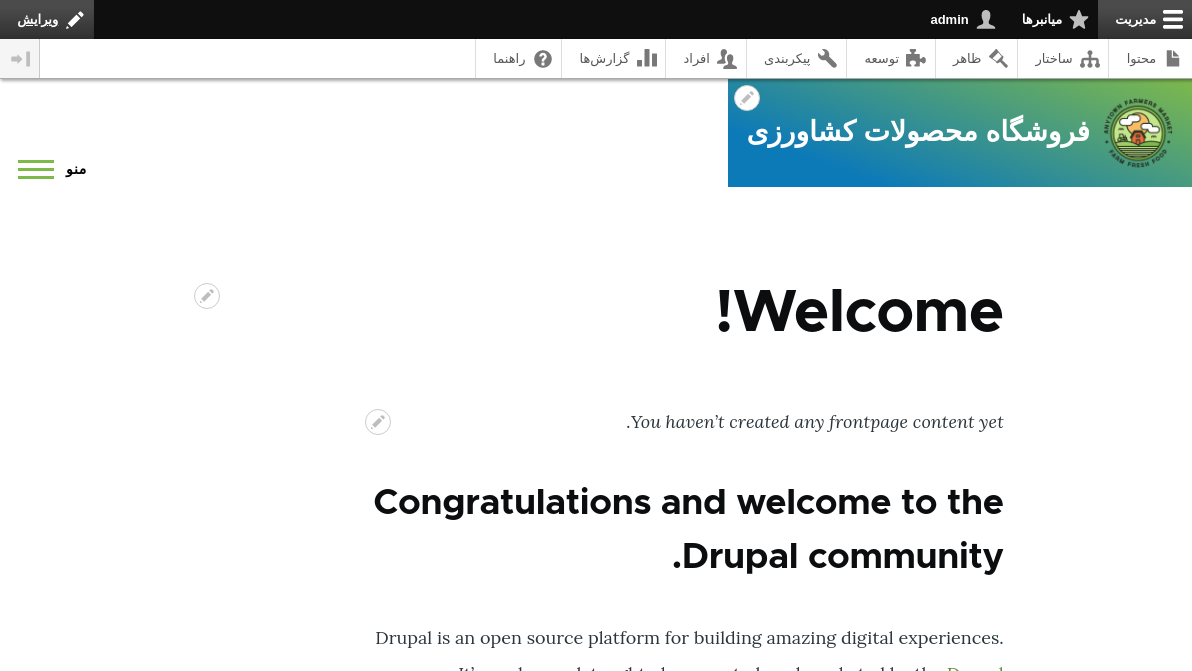 مدیریت
میانبرها
admin
ویرایش
محتوا
ساختار
ظاهر
توسعه
پیکربندی
افراد
گزارش‌ها
راهنما
ANYTOWN FARMERS MARKET
FARM FRESH FOOD
فروشگاه محصولات کشاورزی
منو
Welcome!
You haven’t created any frontpage content yet.
Congratulations and welcome to the
Drupal community.
Drupal is an open source platform for building amazing digital experiences.